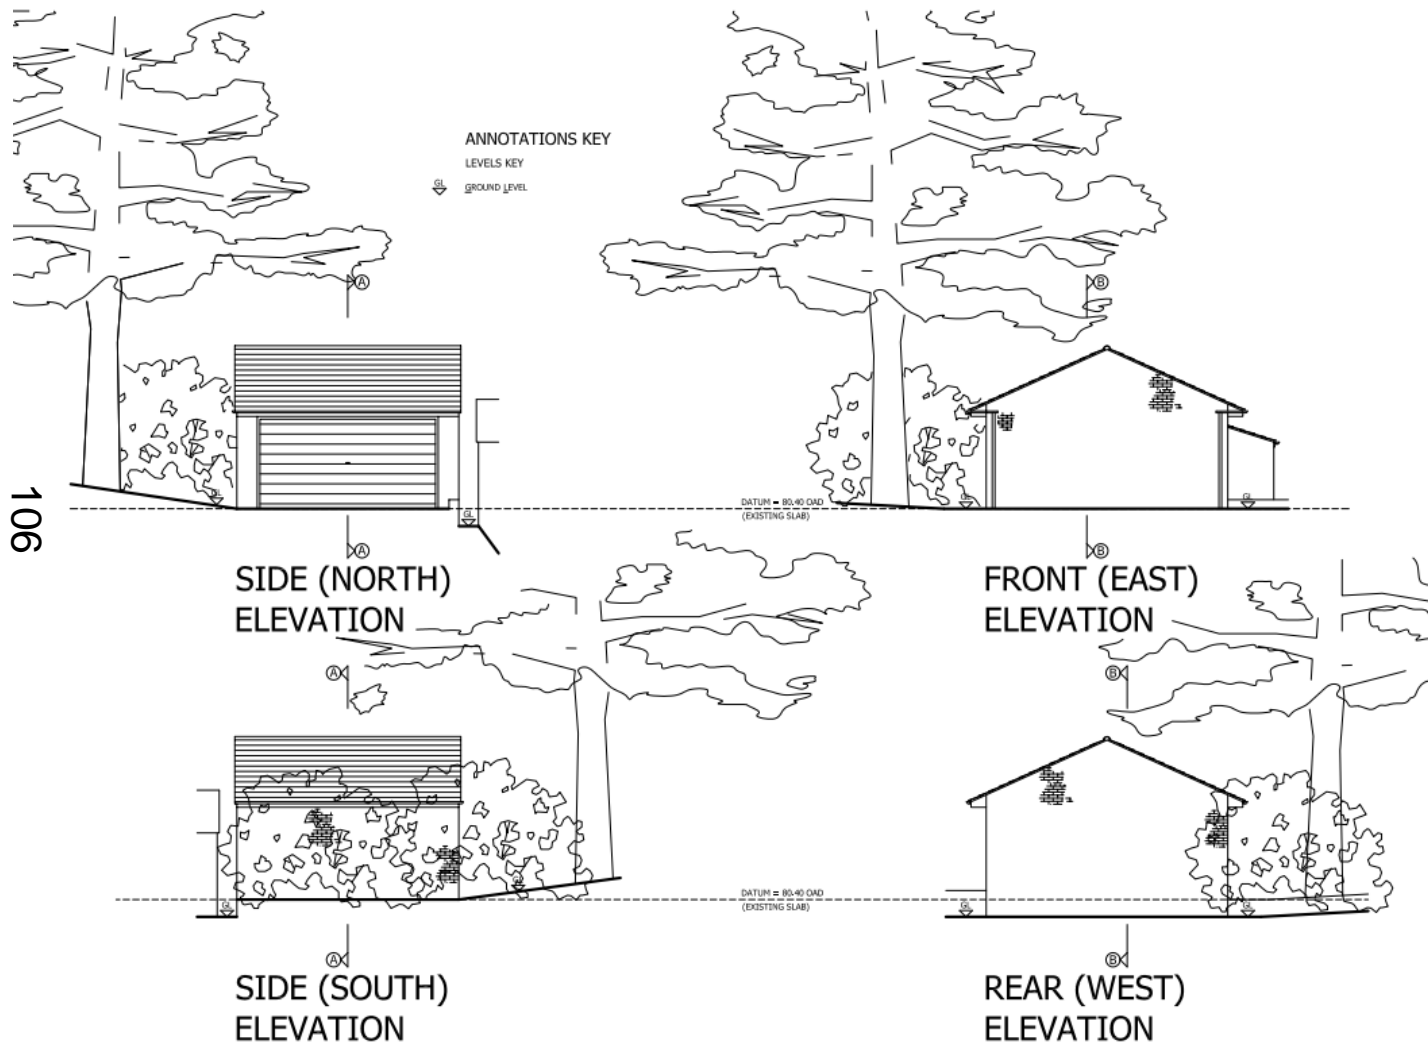 ANNOTATIONS KEY
LEVELS KEY
GL GROUND LEVEL
A
B
GL
GL
GL
GL
DATUM = 80.40 OAD
(EXISTING SLAB)
106
A
B
SIDE (NORTH)
ELEVATION
FRONT (EAST)
ELEVATION
A
B
GL
GL
GL
GL
DATUM = 80.40 OAD
(EXISTING SLAB)
A
B
SIDE (SOUTH)
ELEVATION
REAR (WEST)
ELEVATION